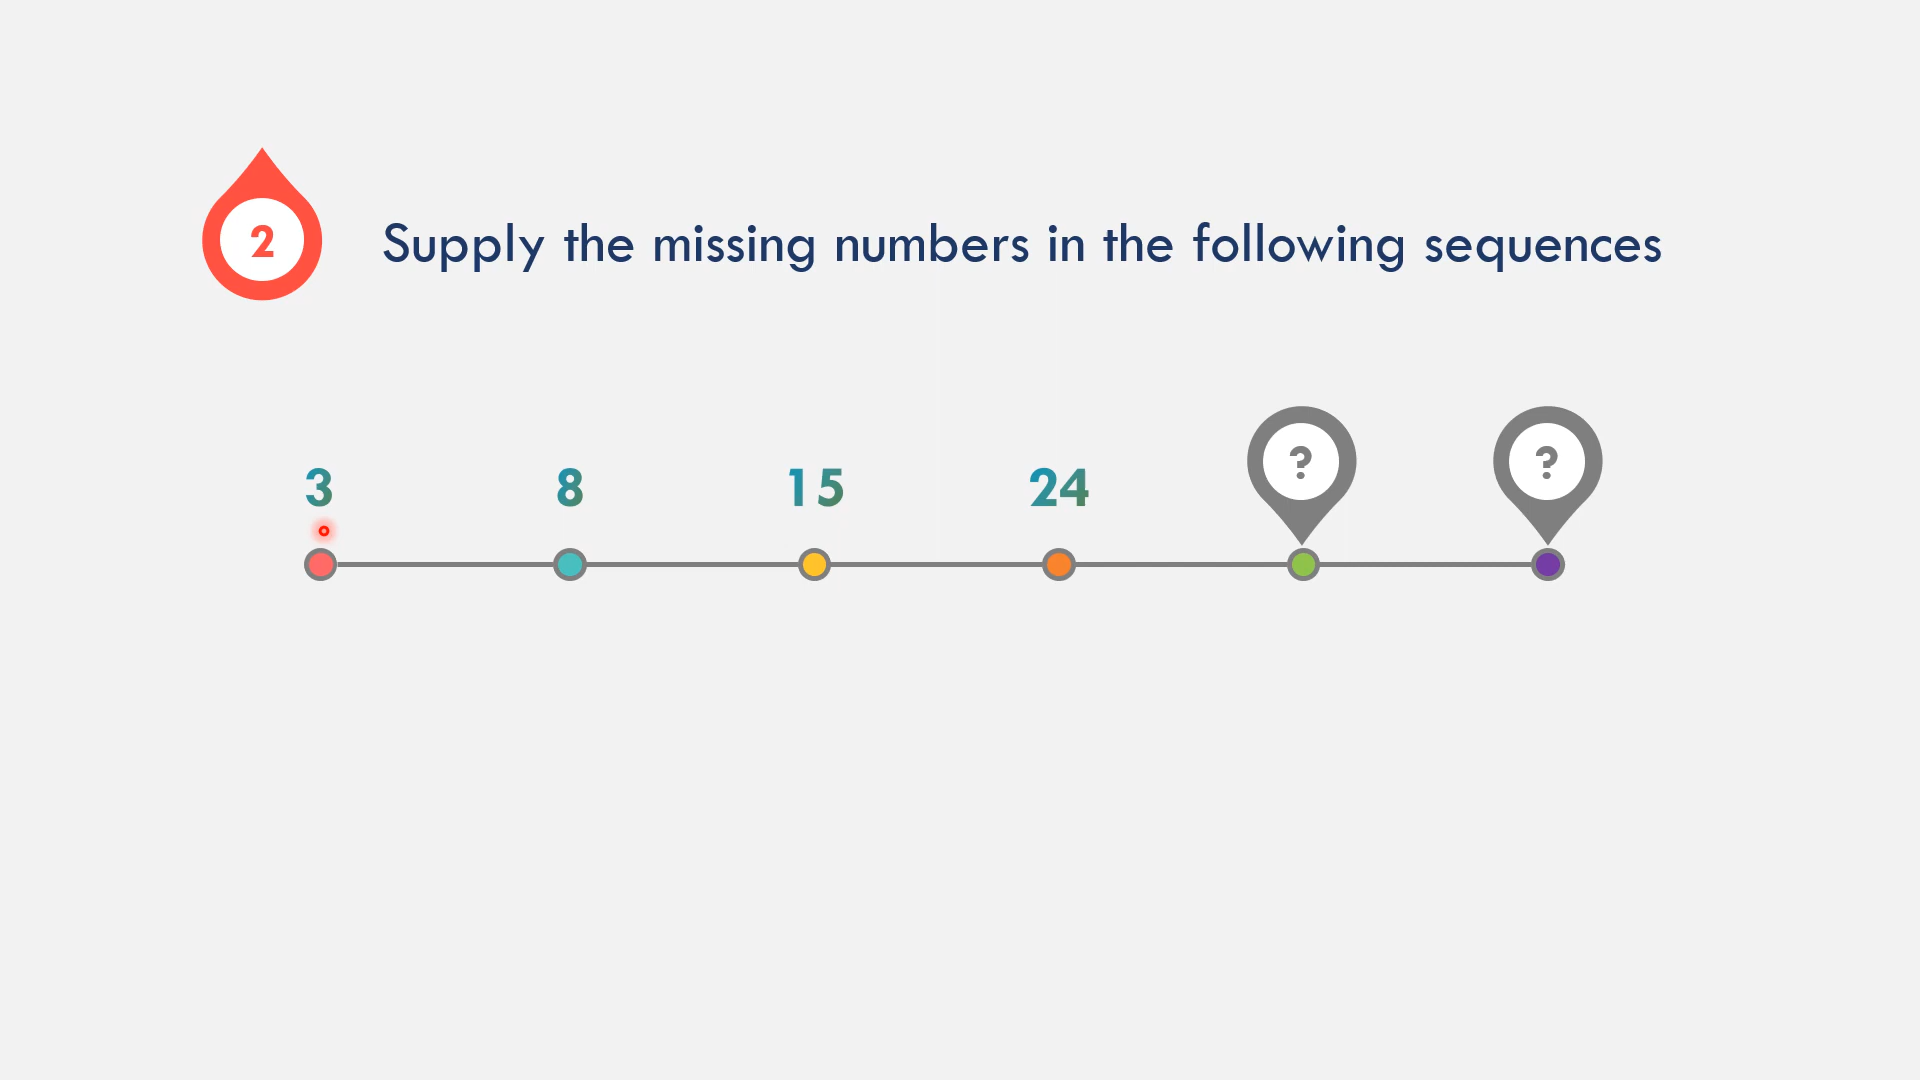 2 Supply the missing numbers in the following sequences
3 8 15 24 ? ?